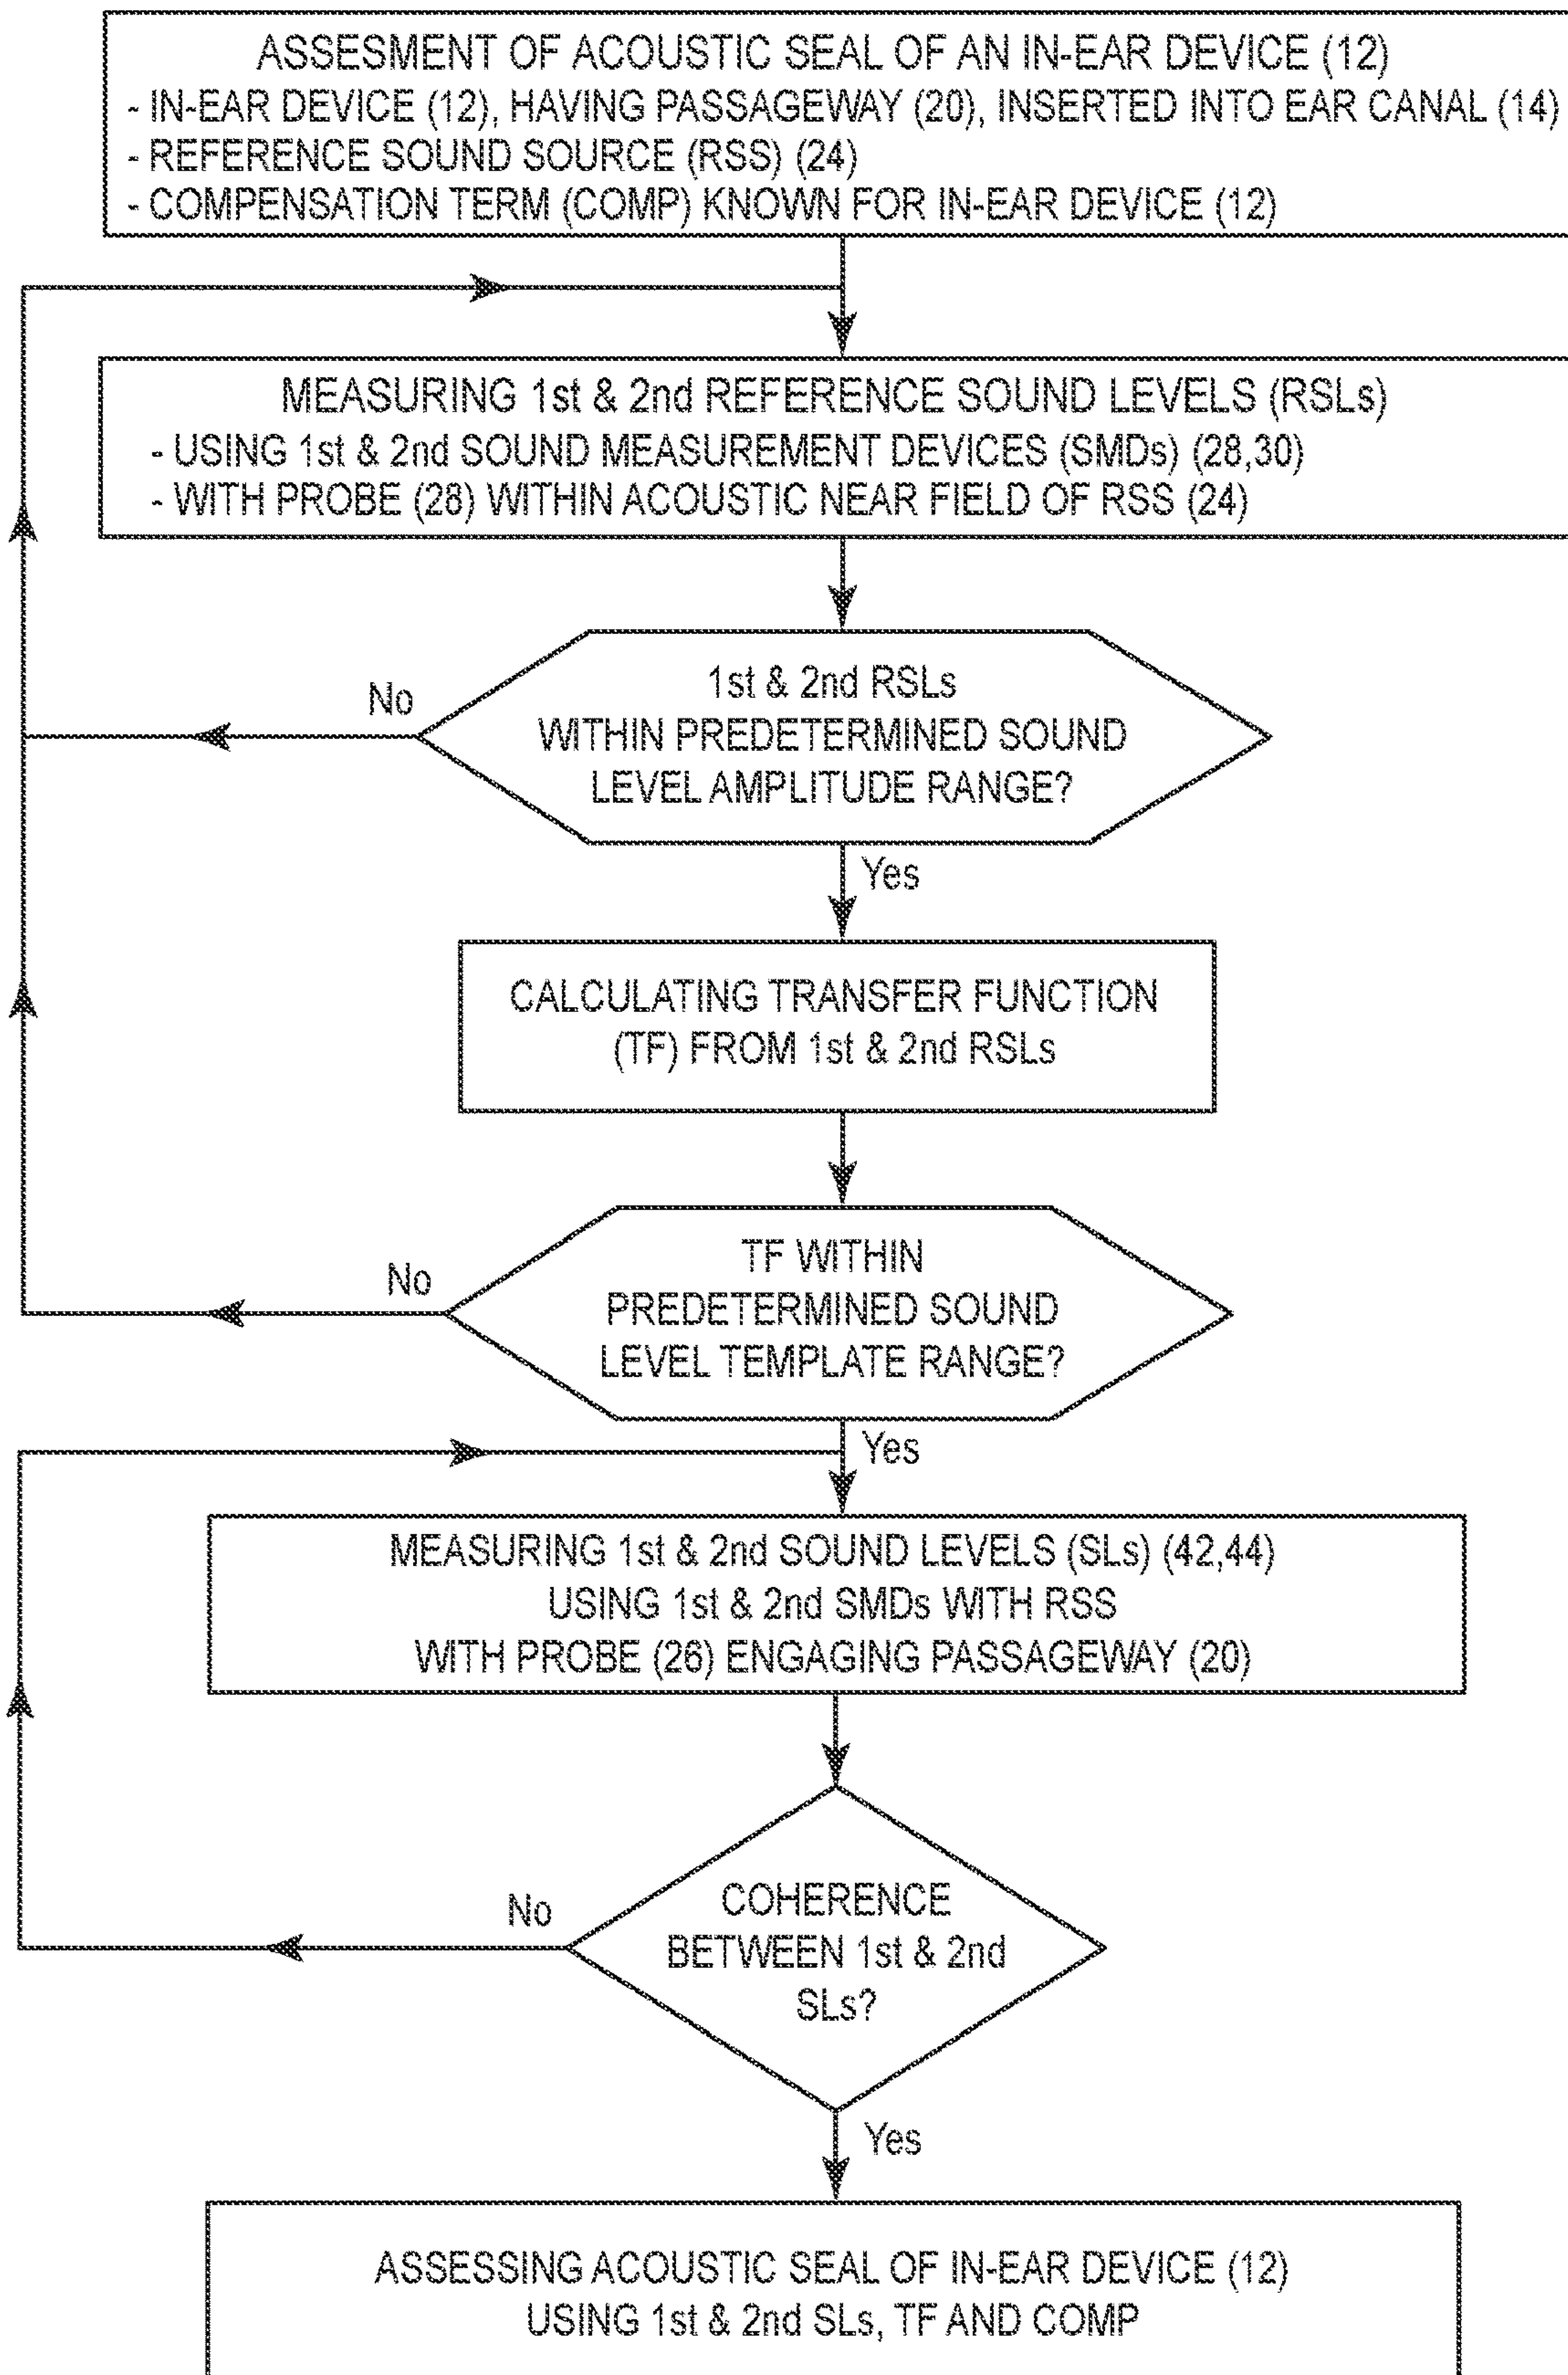 ASSESMENT OF ACOUSTIC SEAL OF AN IN-EAR DEVICE (12)
- IN-EAR DEVICE (12), HAVING PASSAGEWAY (20), INSERTED INTO EAR CANAL (14)
- REFERENCE SOUND SOURCE (RSS) (24)
- COMPENSATION TERM (COMP) KNOWN FOR IN-EAR DEVICE (12)
MEASURING 1st & 2nd REFERENCE SOUND LEVELS (RSLs)
- USING 1st & 2nd SOUND MEASUREMENT DEVICES (SMDs) (28,30)
- WITH PROBE (28) WITHIN ACOUSTIC NEAR FIELD OF RSS (24)
No
1st & 2nd RSLs
WITHIN PREDETERMINED SOUND
LEVEL AMPLITUDE RANGE?
Yes
CALCULATING TRANSFER FUNCTION
(TF) FROM 1st & 2nd RSLs
No
TF WITHIN
PREDETERMINED SOUND
LEVEL TEMPLATE RANGE?
Yes
MEASURING 1st & 2nd SOUND LEVELS (SLs) (42,44)
USING 1st & 2nd SMDs WITH RSS
WITH PROBE (26) ENGAGING PASSAGEWAY (20)
No
COHERENCE
BETWEEN 1st & 2nd
SLs?
Yes
ASSESSING ACOUSTIC SEAL OF IN-EAR DEVICE (12)
USING 1st & 2nd SLs, TF AND COMP